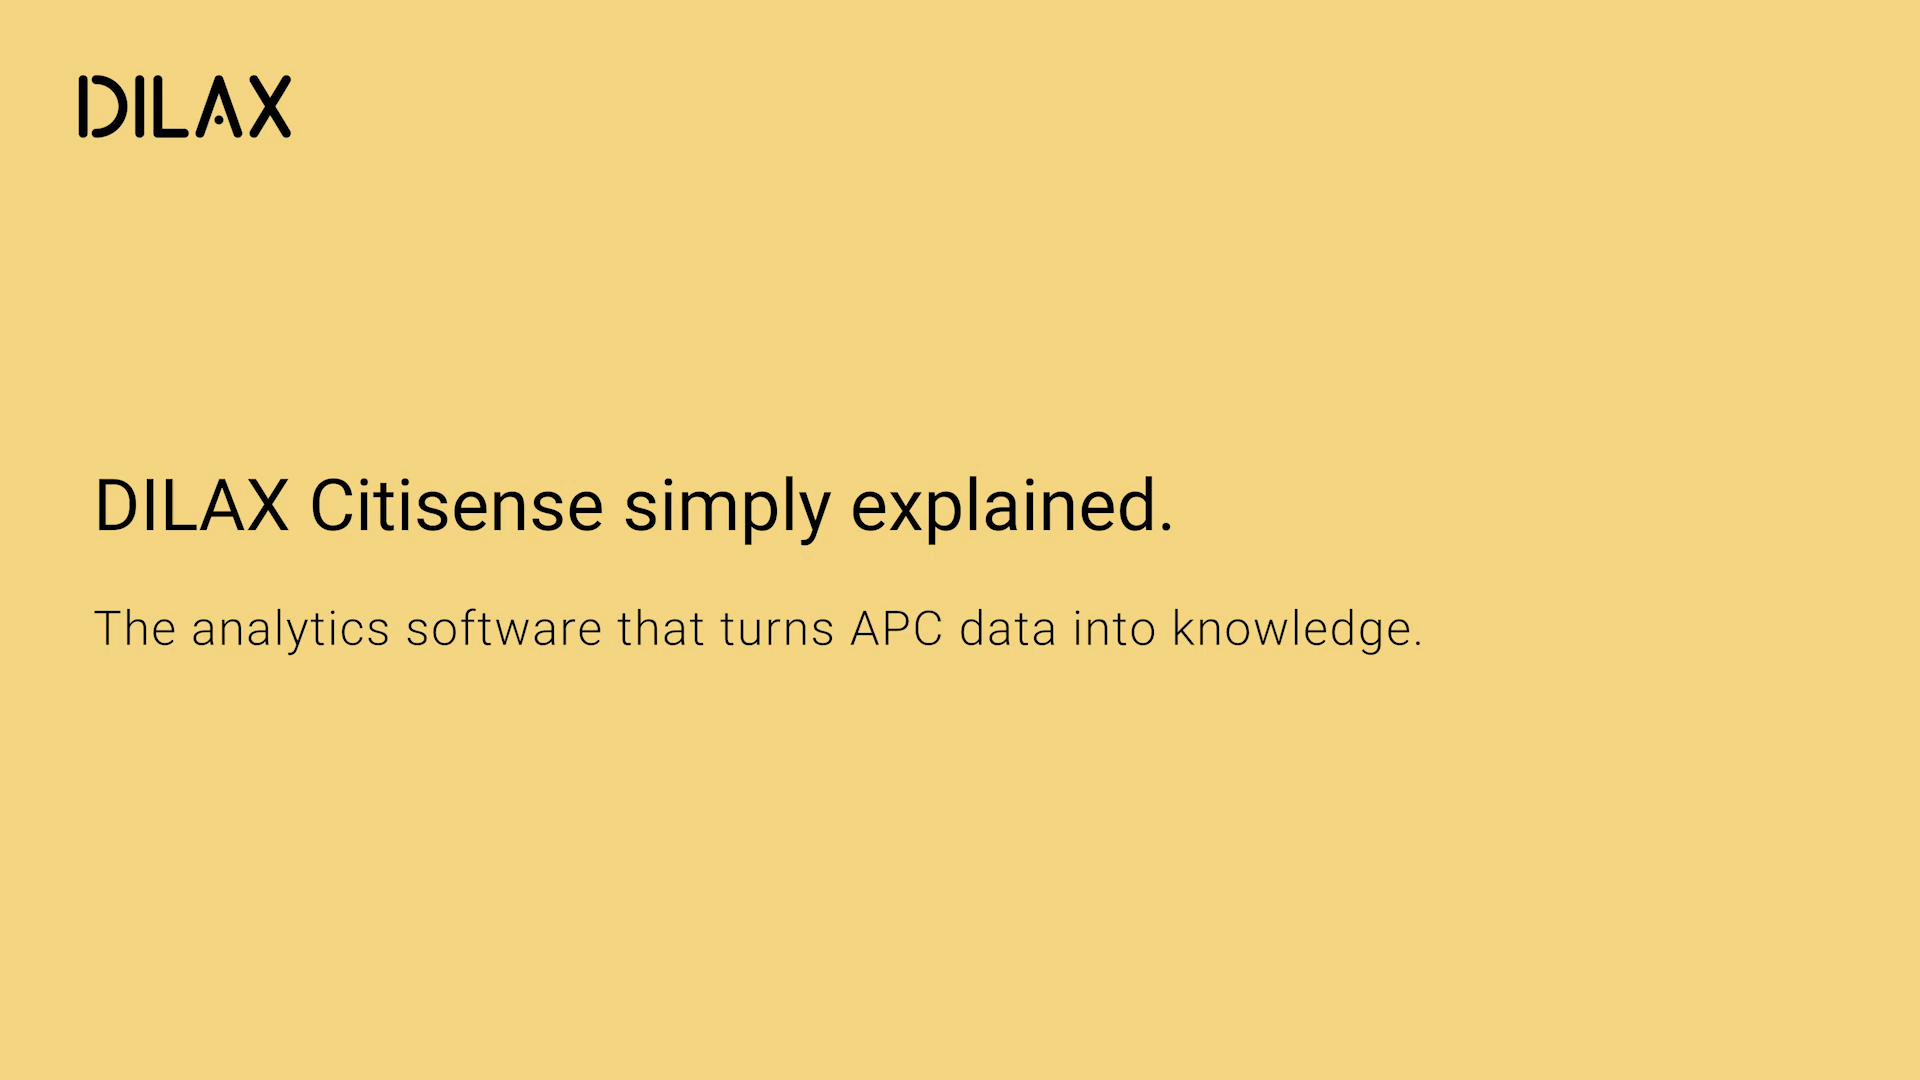 DILAX
DILAX Citisense simply explained.
The analytics software that turns APC data into knowledge.